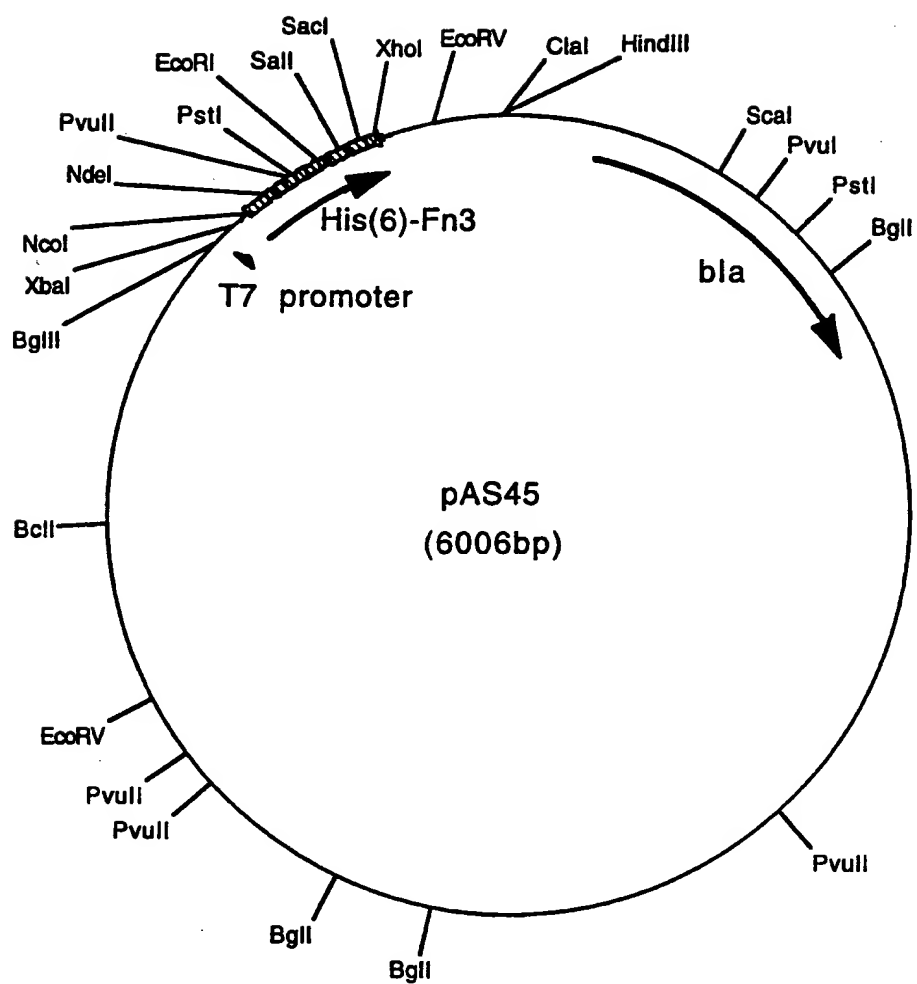 SacI
XhoI
EcoRV
ClaI
HindIII
EcoRI
SalI
PvuII
PstI
ScaI
PvuI
PstI
BglI
NdeI
NcoI
XbaI
BglII
His(6)-Fn3
T7 promoter
bla
pAS45
(6006bp)
BclI
EcoRV
PvuII
PvuII
PvuII
BglI
BglI